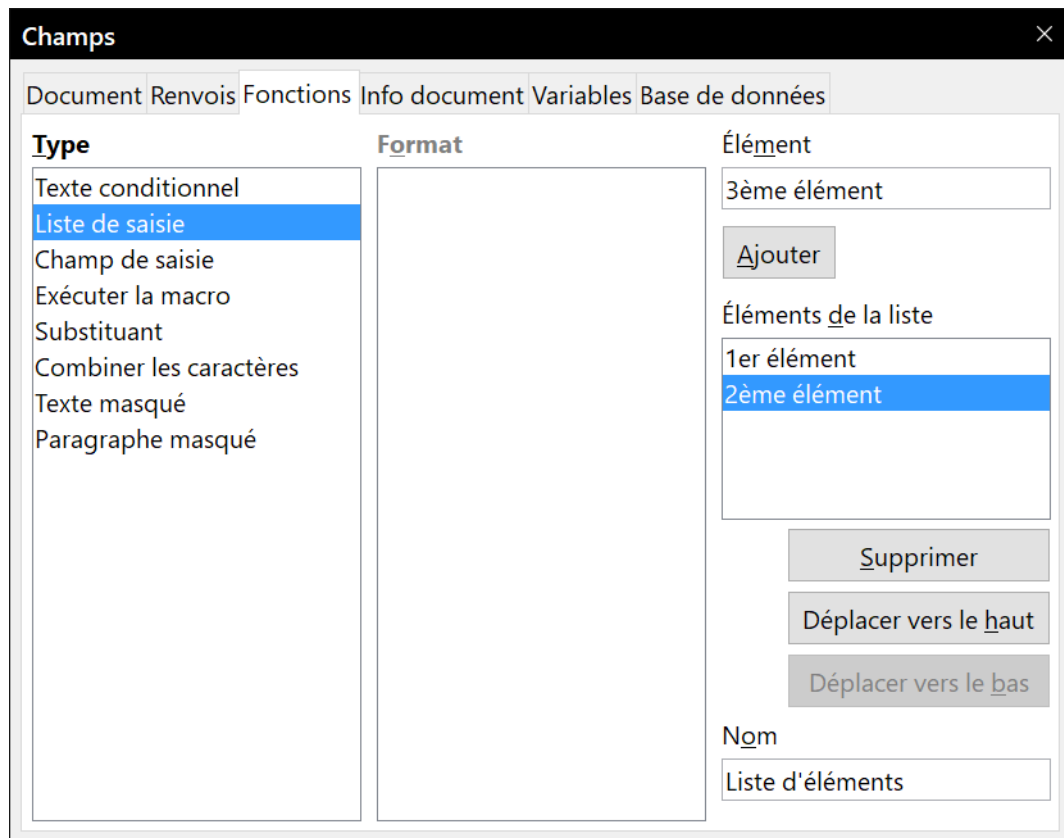 Champs
Document Renvois Fonctions Info document Variables Base de données
Type
Texte conditionnel
Liste de saisie
Champ de saisie
Exécuter la macro
Substituant
Combiner les caractères
Texte masqué
Paragraphe masqué
Format
Élément
3ème élément
Ajouter
Éléments de la liste
1er élément
2ème élément
Supprimer
Déplacer vers le haut
Déplacer vers le bas
Nom
Liste d'éléments